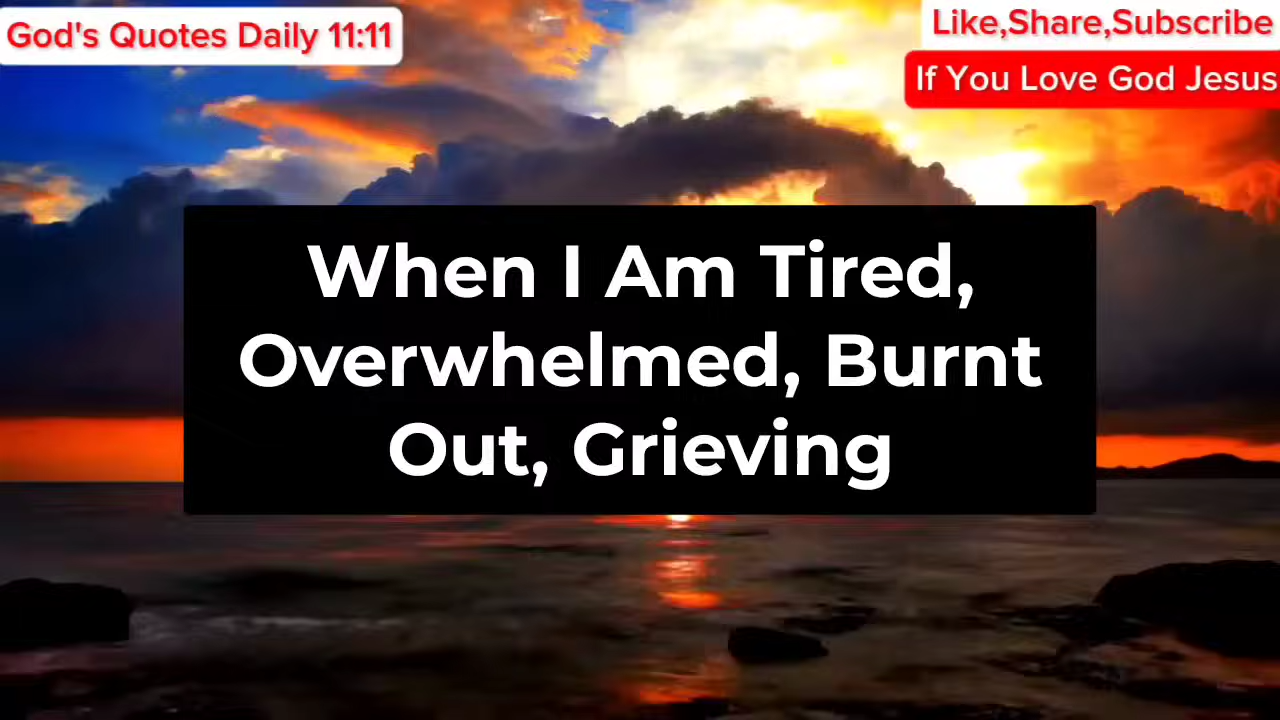 God's Quotes Daily 11:11
Like,Share,Subscribe
If You Love God Jesus
When I Am Tired,
Overwhelmed, Burnt
Out, Grieving